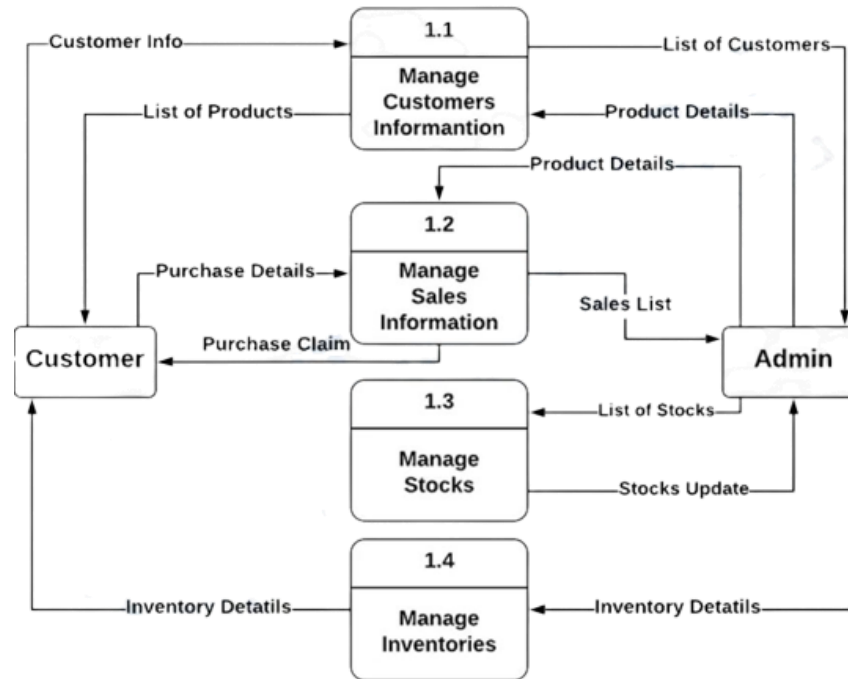 1.1
Customer Info
List of Customers
Manage
Customers
Informantion
List of Products
Product Details
Product Details
1.2
Purchase Details
Manage
Sales
Information
Sales List
Purchase Claim
Customer
Admin
1.3
List of Stocks
Manage
Stocks
Stocks Update
1.4
Inventory Detatils
Inventory Detatils
Manage
Inventories